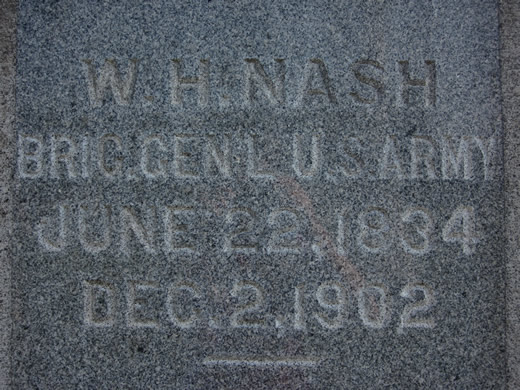 W. H. NASH
BRIG. GEN'L U.S ARMY
JUNE 22, 1834
DEC. 2, 1902